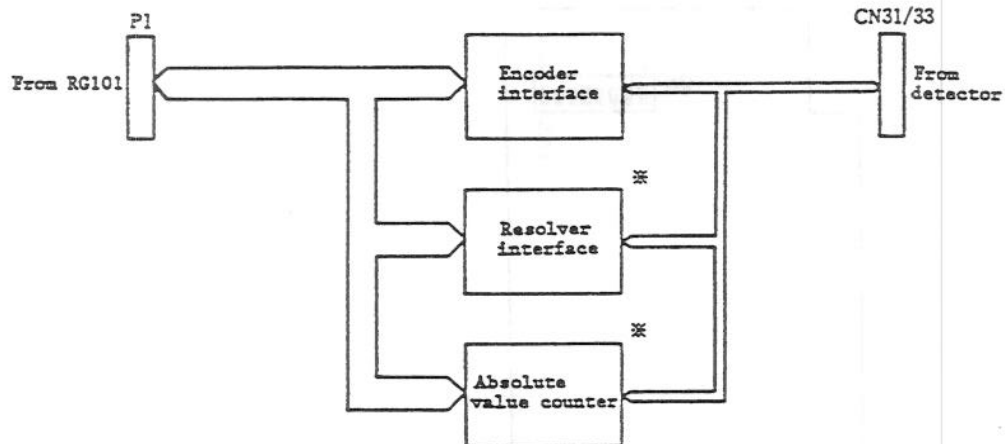 P1
CN31/33
From RG101
Encoder
interface
From
detector
※
Resolver
interface
※
Absolute
value counter